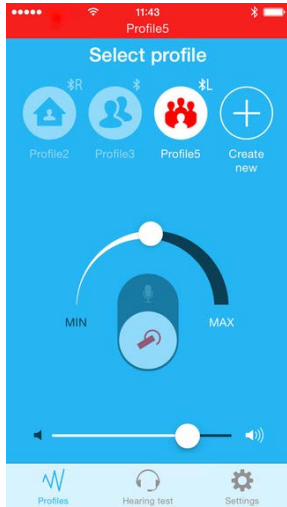 11:43
Profile5
Select profile
R
L
Profile2
Profile3
Profile5
Create
new
MIN
MAX
Profiles
Hearing test
Settings